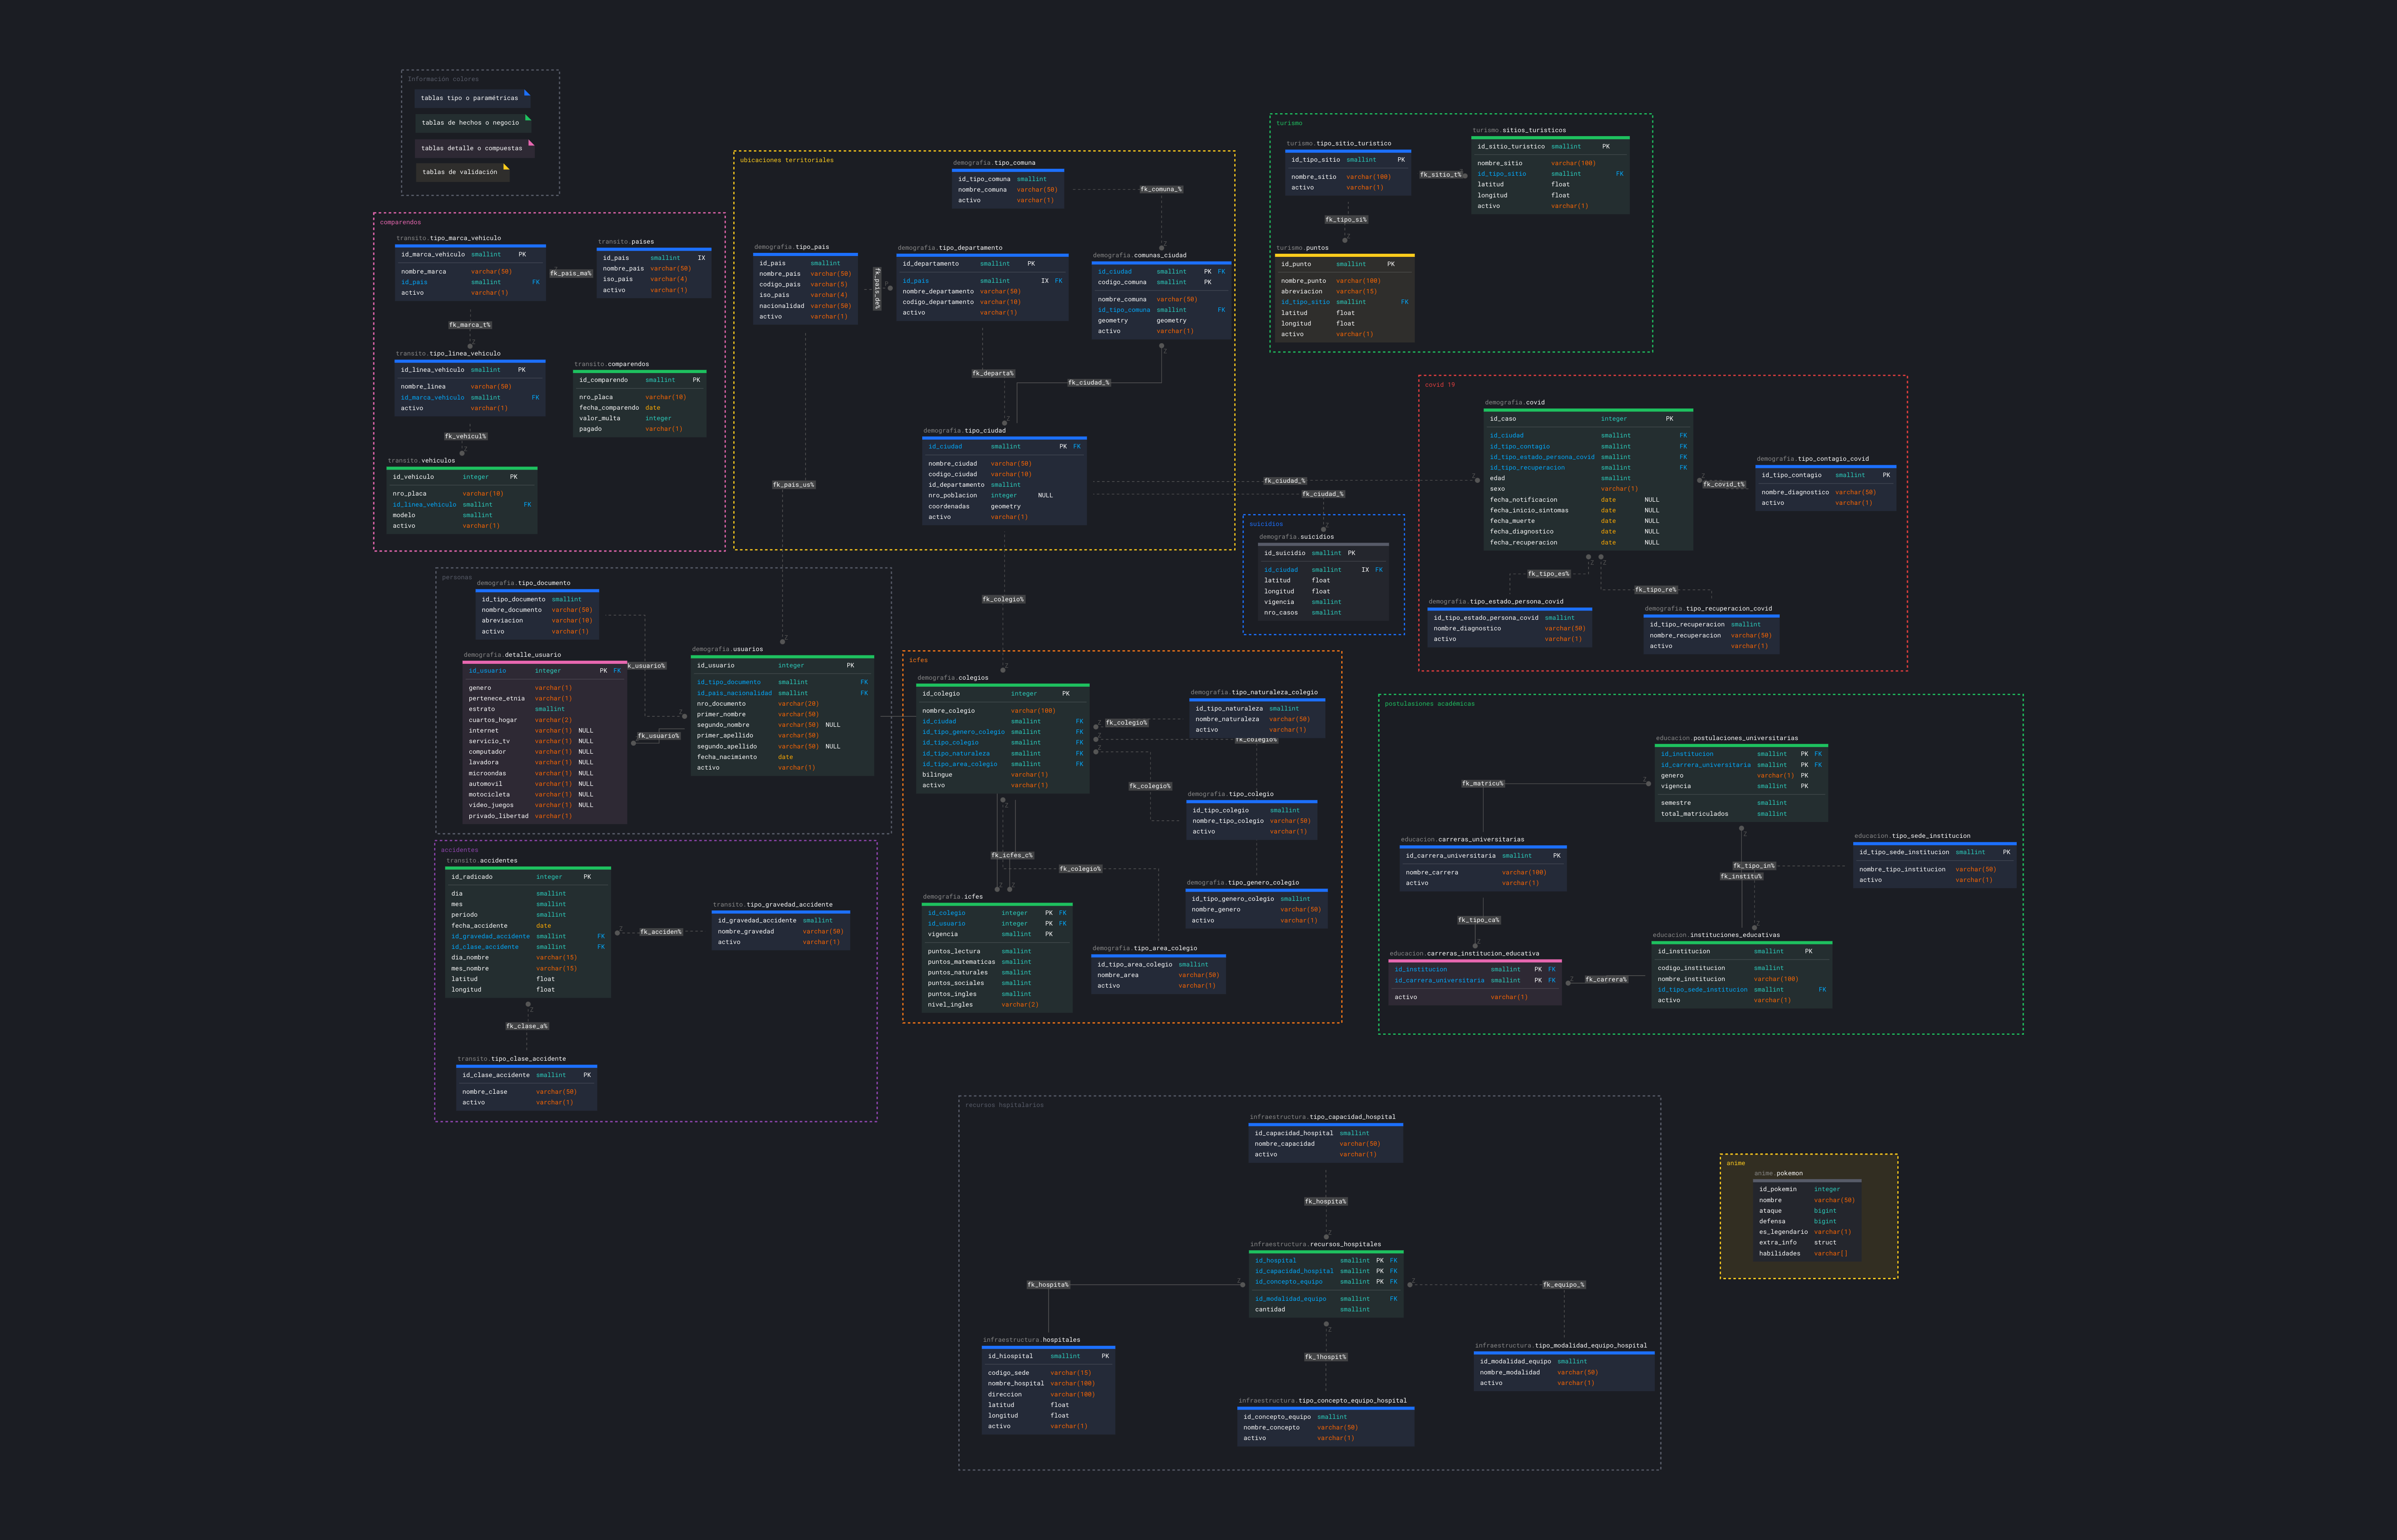 Información colores
tablas tipo o paramétricas
tablas de hechos o negocio
tablas detalle o compuestas
tablas de validación
comparendos
transito.tipo_marca_vehiculo
id_marca_vehiculo smallint PK
nombre_marca varchar(50)
id_pais smallint FK
activo varchar(1)
fk_pais_ma%
transito.paises
id_pais smallint IX
nombre_pais varchar(50)
iso_pais varchar(4)
activo varchar(1)
fk_marca_t%
transito.tipo_linea_vehiculo
id_linea_vehiculo smallint PK
nombre_linea varchar(50)
id_marca_vehiculo smallint FK
activo varchar(1)
transito.comparendos
id_comparendo smallint PK
nro_placa varchar(10)
fecha_comparendo date
valor_multa integer
pagado varchar(1)
fk_vehicul%
transito.vehiculos
id_vehiculo integer PK
nro_placa varchar(10)
id_linea_vehiculo smallint FK
modelo smallint
activo varchar(1)
ubicaciones territoriales
demografia.tipo_comuna
id_tipo_comuna smallint
nombre_comuna varchar(50)
activo varchar(1)
fk_comuna_%
demografia.tipo_pais
id_pais smallint
nombre_pais varchar(50)
codigo_pais varchar(5)
iso_pais varchar(4)
nacionalidad varchar(50)
activo varchar(1)
fk_pais_de%
demografia.tipo_departamento
id_departamento smallint PK
id_pais smallint IX FK
nombre_departamento varchar(50)
codigo_departamento varchar(10)
activo varchar(1)
demografia.comunas_ciudad
id_ciudad smallint PK FK
codigo_comuna smallint PK
nombre_comuna varchar(50)
id_tipo_comuna smallint FK
geometry geometry
activo varchar(1)
fk_departa%
fk_ciudad_%
demografia.tipo_ciudad
id_ciudad smallint PK FK
nombre_ciudad varchar(50)
codigo_ciudad varchar(10)
id_departamento smallint
nro_poblacion integer NULL
coordenadas geometry
activo varchar(1)
fk_pais_us%
fk_ciudad_%
fk_ciudad_%
turismo
turismo.tipo_sitio_turistico
id_tipo_sitio smallint PK
nombre_sitio varchar(100)
activo varchar(1)
fk_sitio_t%
turismo.sitios_turisticos
id_sitio_turistico smallint PK
nombre_sitio varchar(100)
id_tipo_sitio smallint FK
latitud float
longitud float
activo varchar(1)
fk_tipo_si%
turismo.puntos
id_punto smallint PK
nombre_punto varchar(100)
abreviacion varchar(15)
id_tipo_sitio smallint FK
latitud float
longitud float
activo varchar(1)
covid 19
demografia.covid
id_caso integer PK
id_ciudad smallint FK
id_tipo_contagio smallint FK
id_tipo_estado_persona_covid smallint FK
id_tipo_recuperacion smallint FK
edad smallint
sexo varchar(1)
fecha_notificacion date NULL
fecha_inicio_sintomas date NULL
fecha_muerte date NULL
fecha_diagnostico date NULL
fecha_recuperacion date NULL
fk_covid_t%
demografia.tipo_contagio_covid
id_tipo_contagio smallint PK
nombre_diagnostico varchar(50)
activo varchar(1)
fk_tipo_es%
fk_tipo_re%
demografia.tipo_estado_persona_covid
id_tipo_estado_persona_covid smallint
nombre_diagnostico varchar(50)
activo varchar(1)
demografia.tipo_recuperacion_covid
id_tipo_recuperacion smallint
nombre_recuperacion varchar(50)
activo varchar(1)
suicidios
demografia.suicidios
id_suicidio smallint PK
id_ciudad smallint IX FK
latitud float
longitud float
vigencia smallint
nro_casos smallint
personas
demografia.tipo_documento
id_tipo_documento smallint
nombre_documento varchar(50)
abreviacion varchar(10)
activo varchar(1)
demografia.detalle_usuario
id_usuario integer PK FK
genero varchar(1)
pertenece_etnia varchar(1)
estrato smallint
cuartos_hogar varchar(2)
internet varchar(1) NULL
servicio_tv varchar(1) NULL
computador varchar(1) NULL
lavadora varchar(1) NULL
microondas varchar(1) NULL
automovil varchar(1) NULL
motocicleta varchar(1) NULL
video_juegos varchar(1) NULL
privado_libertad varchar(1)
k_usuario%
fk_usuario%
demografia.usuarios
id_usuario integer PK
id_tipo_documento smallint FK
id_pais_nacionalidad smallint FK
nro_documento varchar(20)
primer_nombre varchar(50)
segundo_nombre varchar(50) NULL
primer_apellido varchar(50)
segundo_apellido varchar(50) NULL
fecha_nacimiento date
activo varchar(1)
fk_colegio%
icfes
demografia.colegios
id_colegio integer PK
nombre_colegio varchar(100)
id_ciudad smallint FK
id_tipo_genero_colegio smallint FK
id_tipo_colegio smallint FK
id_tipo_naturaleza smallint FK
id_tipo_area_colegio smallint FK
bilingue varchar(1)
activo varchar(1)
fk_colegio%
demografia.tipo_naturaleza_colegio
id_tipo_naturaleza smallint
nombre_naturaleza varchar(50)
activo varchar(1)
fk_colegio%
fk_colegio%
demografia.tipo_colegio
id_tipo_colegio smallint
nombre_tipo_colegio varchar(50)
activo varchar(1)
fk_icfes_c%
fk_colegio%
demografia.tipo_genero_colegio
id_tipo_genero_colegio smallint
nombre_genero varchar(50)
activo varchar(1)
demografia.icfes
id_colegio integer PK FK
id_usuario integer PK FK
vigencia smallint PK
puntos_lectura smallint
puntos_matematicas smallint
puntos_naturales smallint
puntos_sociales smallint
puntos_ingles smallint
nivel_ingles varchar(2)
demografia.tipo_area_colegio
id_tipo_area_colegio smallint
nombre_area varchar(50)
activo varchar(1)
postulasiones académicas
educacion.postulaciones_universitarias
id_institucion smallint PK FK
id_carrera_universitaria smallint PK FK
genero varchar(1) PK
vigencia smallint PK
semestre smallint
total_matriculados smallint
fk_matricu%
educacion.carreras_universitarias
id_carrera_universitaria smallint PK
nombre_carrera varchar(100)
activo varchar(1)
fk_tipo_in%
fk_institu%
educacion.tipo_sede_institucion
id_tipo_sede_institucion smallint PK
nombre_tipo_institucion varchar(50)
activo varchar(1)
fk_tipo_ca%
educacion.carreras_institucion_educativa
id_institucion smallint PK FK
id_carrera_universitaria smallint PK FK
activo varchar(1)
fk_carrera%
educacion.instituciones_educativas
id_institucion smallint PK
codigo_institucion smallint
nombre_institucion varchar(100)
id_tipo_sede_institucion smallint FK
activo varchar(1)
accidentes
transito.accidentes
id_radicado integer PK
dia smallint
mes smallint
periodo smallint
fecha_accidente date
id_gravedad_accidente smallint FK
id_clase_accidente smallint FK
dia_nombre varchar(15)
mes_nombre varchar(15)
latitud float
longitud float
fk_acciden%
transito.tipo_gravedad_accidente
id_gravedad_accidente smallint
nombre_gravedad varchar(50)
activo varchar(1)
fk_clase_a%
transito.tipo_clase_accidente
id_clase_accidente smallint PK
nombre_clase varchar(50)
activo varchar(1)
recursos hspitalarios
infraestructura.tipo_capacidad_hospital
id_capacidad_hospital smallint
nombre_capacidad varchar(50)
activo varchar(1)
fk_hospita%
infraestructura.recursos_hospitales
id_hospital smallint PK FK
id_capacidad_hospital smallint PK FK
id_concepto_equipo smallint PK FK
id_modalidad_equipo smallint FK
cantidad smallint
fk_hospita%
fk_equipo_%
infraestructura.hospitales
id_hiospital smallint PK
codigo_sede varchar(15)
nombre_hospital varchar(100)
direccion varchar(100)
latitud float
longitud float
activo varchar(1)
fk_1hospit%
infraestructura.tipo_modalidad_equipo_hospital
id_modalidad_equipo smallint
nombre_modalidad varchar(50)
activo varchar(1)
infraestructura.tipo_concepto_equipo_hospital
id_concepto_equipo smallint
nombre_concepto varchar(50)
activo varchar(1)
anime
anime.pokemon
id_pokemin integer
nombre varchar(50)
ataque bigint
defensa bigint
es_legendario varchar(1)
extra_info struct
habilidades varchar[]